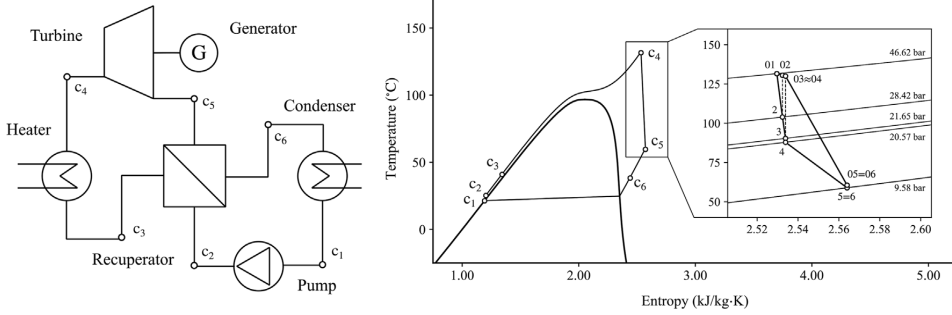 Turbine
Generator
G
c4
c5
Condenser
Heater
c6
c3
Recuperator
c2
c1
Pump
Temperature (°C)
150
100
50
0
1.00 2.00 3.00 4.00 5.00
Entropy (kJ/kg·K)
c1
c2
c3
c4
c5
c6
150
125
100
75
50
2.52 2.54 2.56 2.58 2.60
01 02
03≈04
2
3
4
05=06
5=6
46.62 bar
28.42 bar
21.65 bar
20.57 bar
9.58 bar